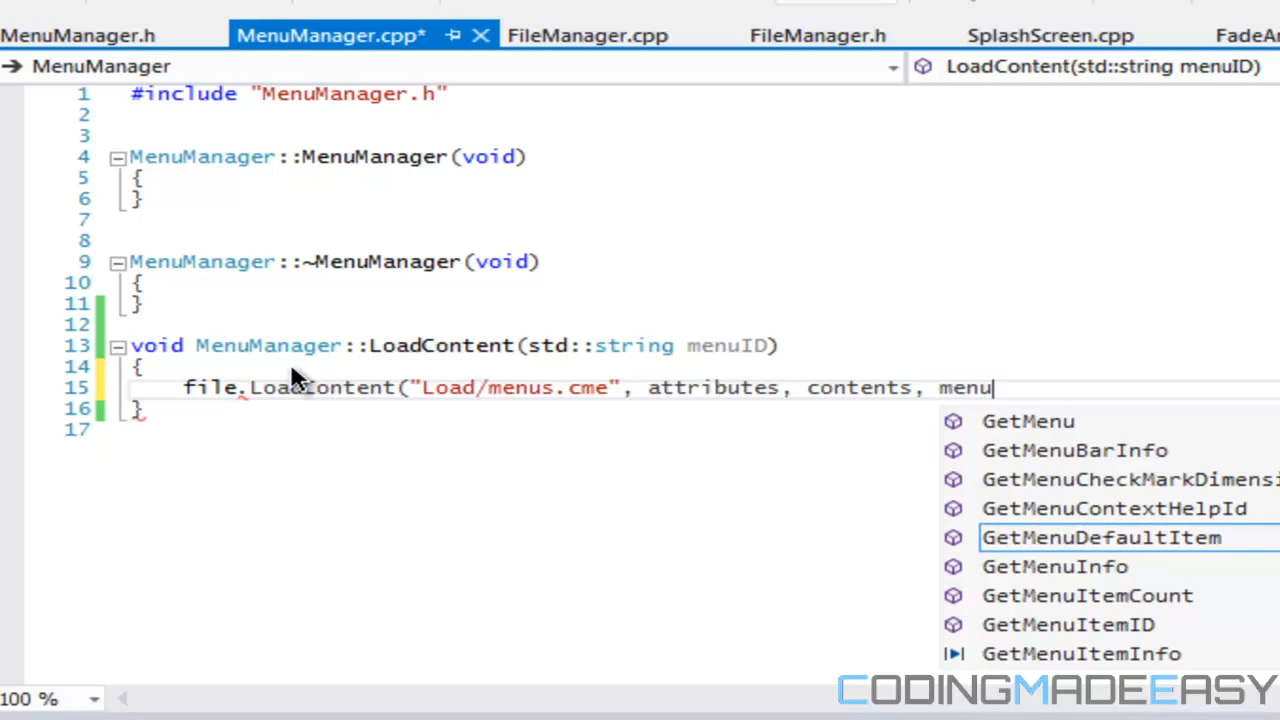 MenuManager.h MenuManager.cpp* FileManager.cpp FileManager.h SplashScreen.cpp FadeAn
MenuManager LoadContent(std::string menuID)
1 #include "MenuManager.h"
2
3
4 MenuManager::MenuManager(void)
5 {
6 }
7
8
9 MenuManager::~MenuManager(void)
10 {
11 }
12
13 void MenuManager::LoadContent(std::string menuID)
14 {
15 file.LoadContent("Load/menus.cme", attributes, contents, menu
16 }
17
GetMenu
GetMenuBarInfo
GetMenuCheckMarkDimensi
GetMenuContextHelpId
GetMenuDefaultItem
GetMenuInfo
GetMenuItemCount
GetMenuItemID
GetMenuItemInfo
100 %
CODINGMADEEASY